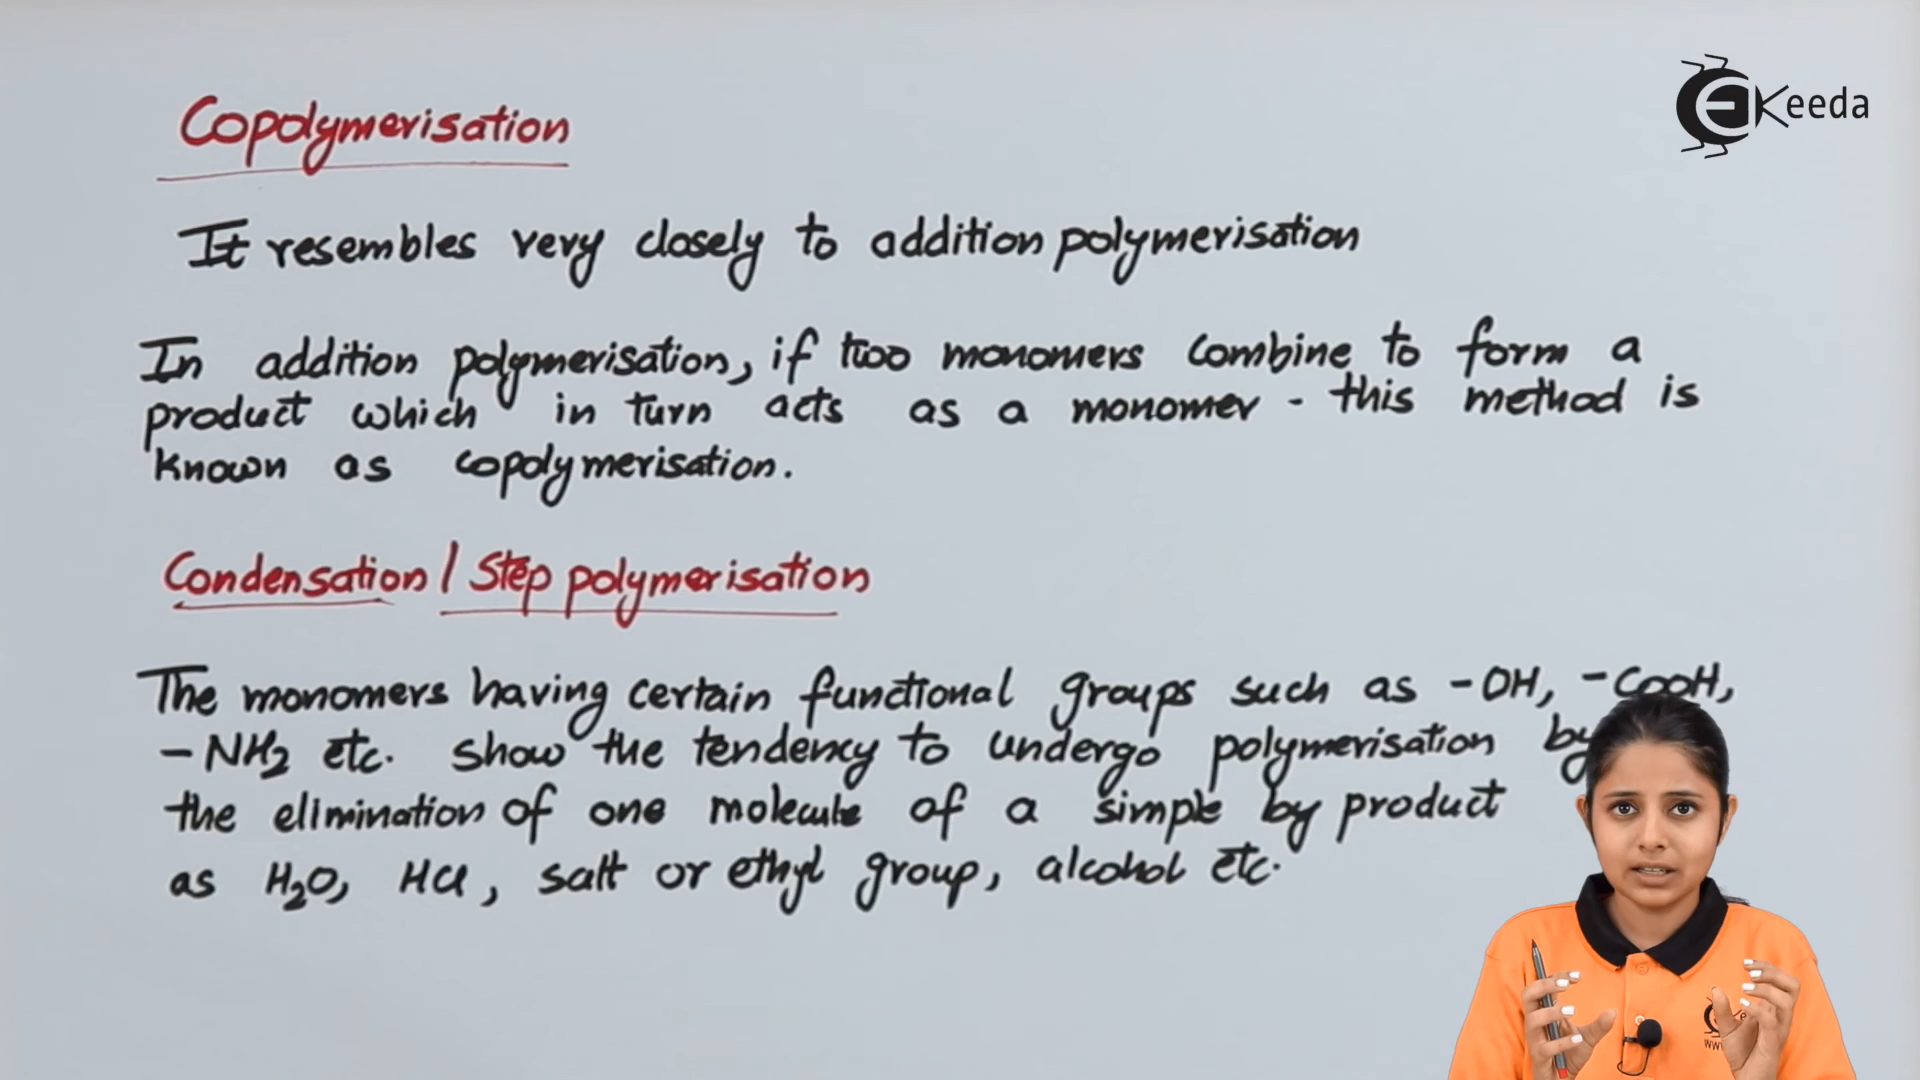 Copolymerisation
EKeeda
It resembles very closely to addition polymerisation
In addition polymerisation, if two monomers combine to form a
product which in turn acts as a monomer - this method is
known as copolymerisation.
Condensation / Step polymerisation
The monomers having certain functional groups such as -OH, -COOH,
-NH2 etc. show the tendency to undergo polymerisation by
the elimination of one molecule of a simple by product
as H2O, HCl, salt or ethyl group, alcohol etc.